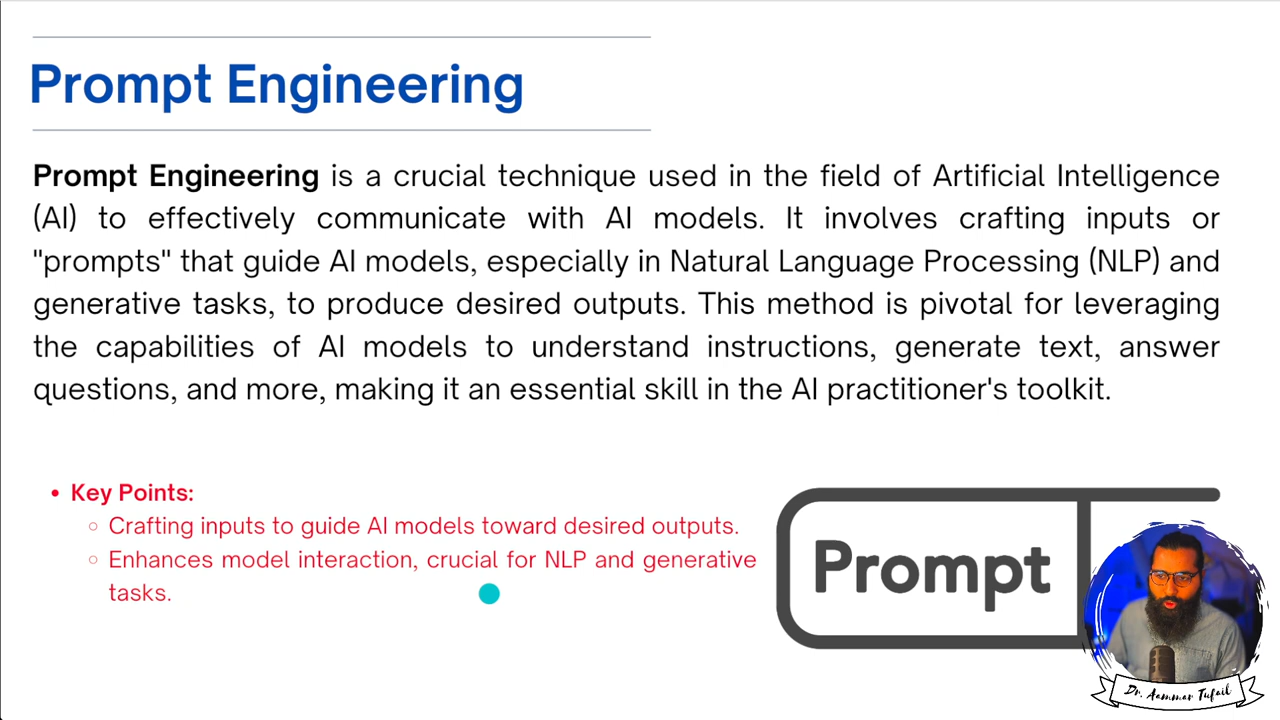 Prompt Engineering
Prompt Engineering is a crucial technique used in the field of Artificial Intelligence
(AI) to effectively communicate with AI models. It involves crafting inputs or
"prompts" that guide AI models, especially in Natural Language Processing (NLP) and
generative tasks, to produce desired outputs. This method is pivotal for leveraging
the capabilities of AI models to understand instructions, generate text, answer
questions, and more, making it an essential skill in the AI practitioner's toolkit.
• Key Points:
○ Crafting inputs to guide AI models toward desired outputs.
○ Enhances model interaction, crucial for NLP and generative
tasks.
Prompt
Dr. Aammar Tufail